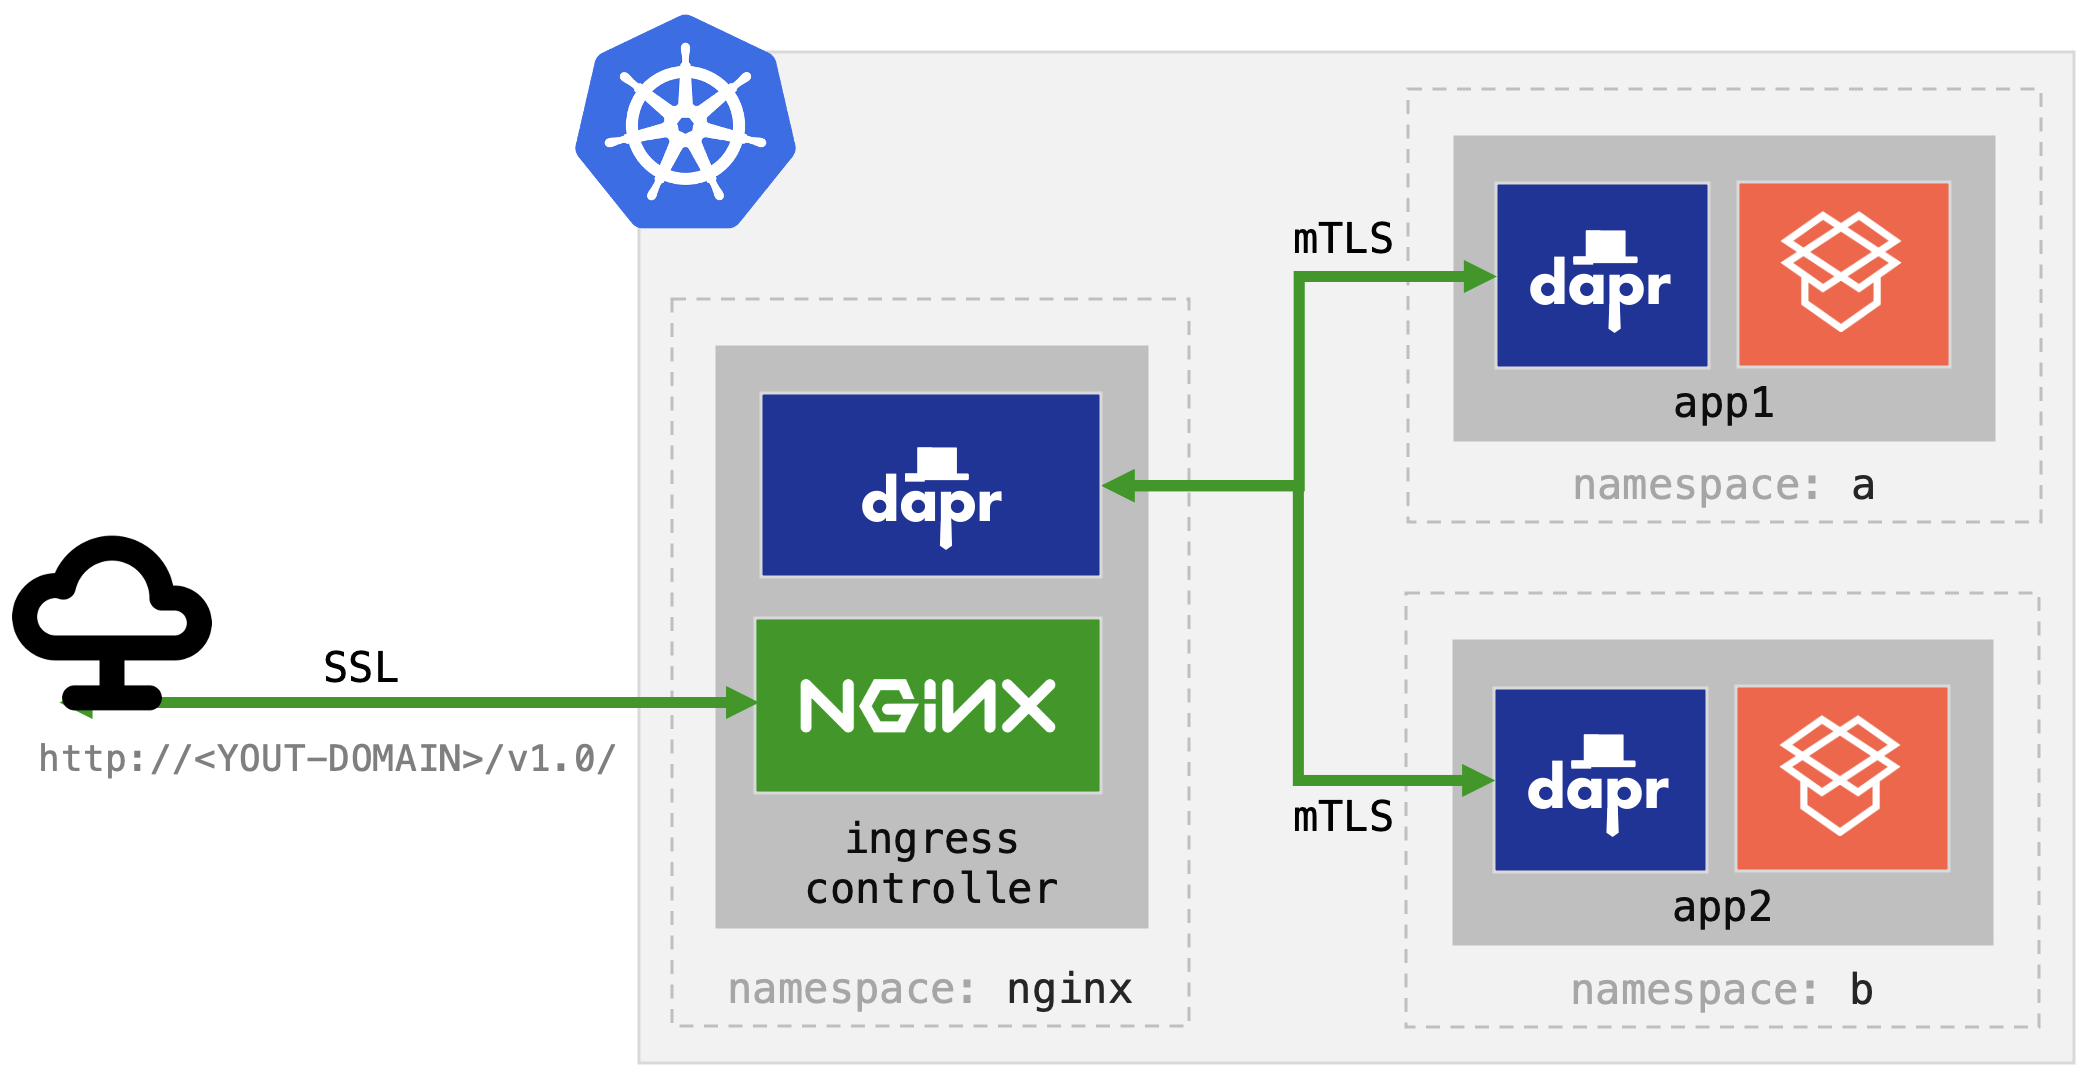 SSL
http://<YOUT-DOMAIN>/v1.0/
dapr
NGINX
ingress
controller
namespace: nginx
mTLS
dapr
app1
namespace: a
mTLS
dapr
app2
namespace: b